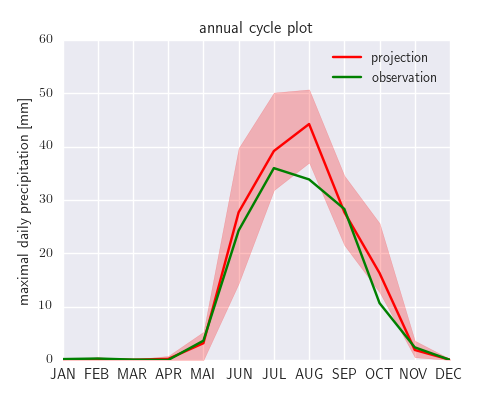 annual cycle plot
60
50
40
30
20
10
0
maximal daily precipitation [mm]
projection
observation
JAN FEB MAR APR MAI JUN JUL AUG SEP OCT NOV DEC